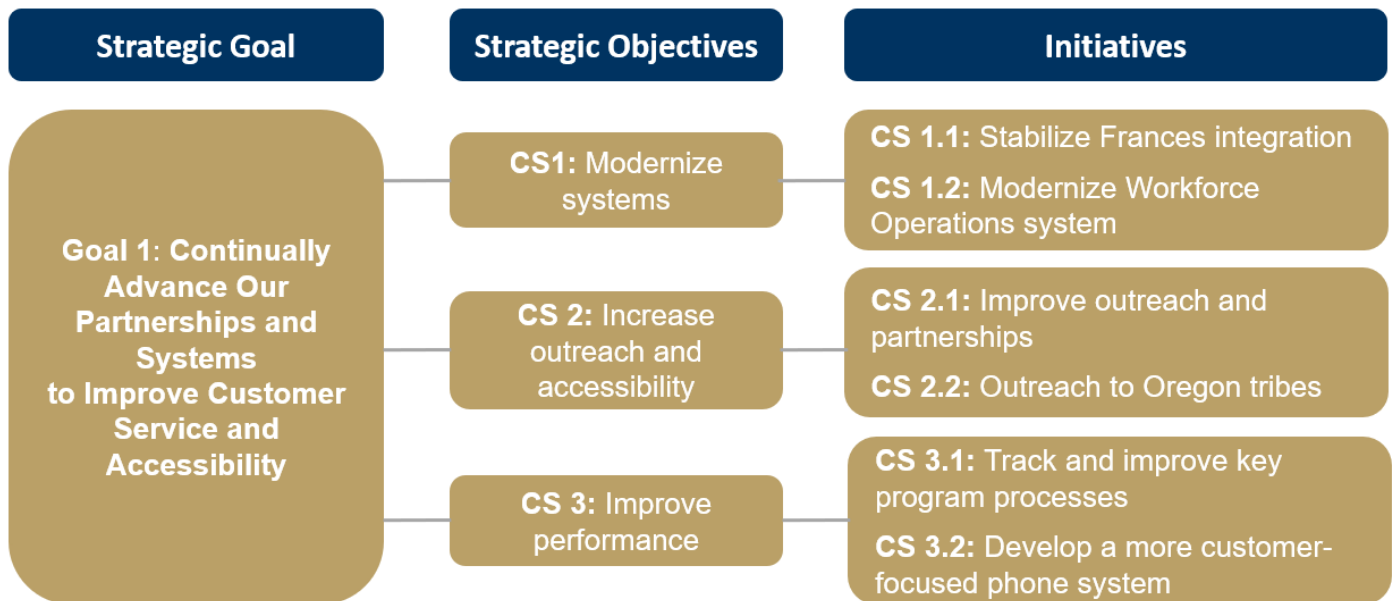 Strategic Goal
Strategic Objectives
Initiatives
Goal 1: Continually
Advance Our
Partnerships and
Systems
to Improve Customer
Service and
Accessibility
CS1: Modernize
systems
CS 1.1: Stabilize Frances integration
CS 1.2: Modernize Workforce
Operations system
CS 2: Increase
outreach and
accessibility
CS 2.1: Improve outreach and
partnerships
CS 2.2: Outreach to Oregon tribes
CS 3: Improve
performance
CS 3.1: Track and improve key
program processes
CS 3.2: Develop a more customer-
focused phone system